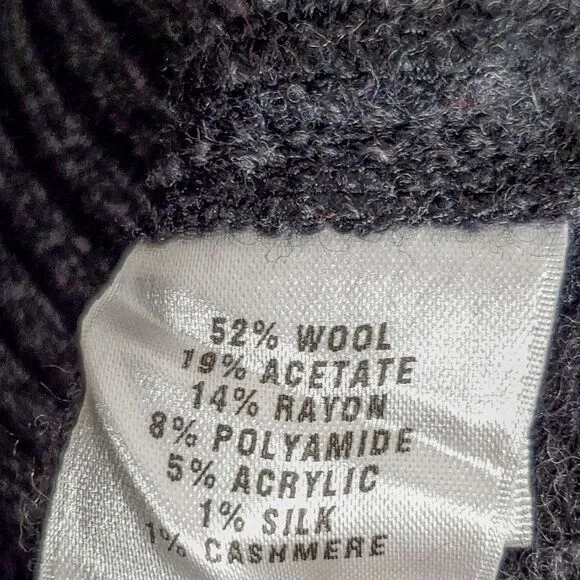 52% WOOL
19% ACETATE
14% RAYON
8% POLYAMIDE
5% ACRYLIC
1% SILK
1% CASHMERE